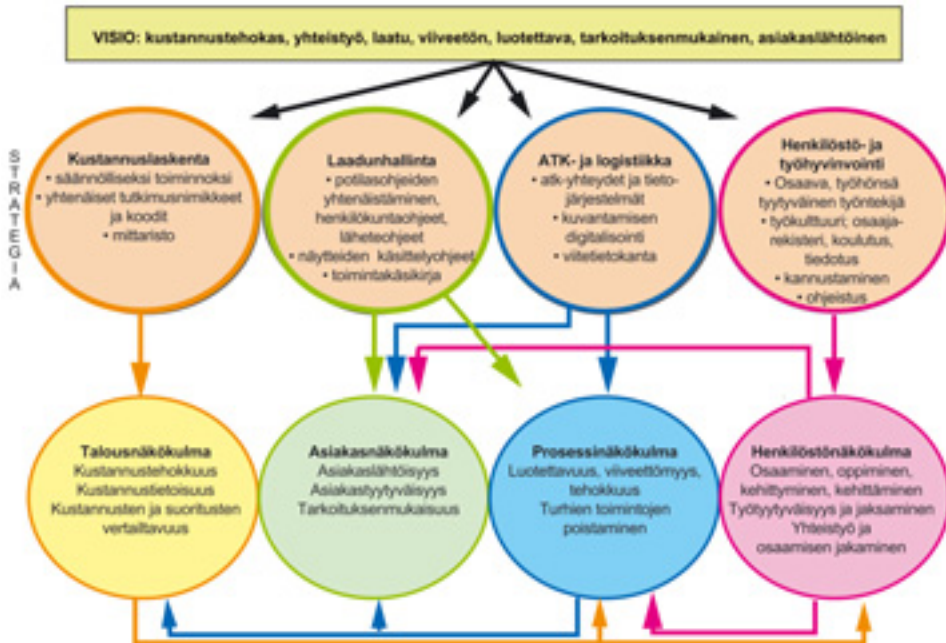 VISIO: kustannustehokas, yhteistyö, laatu, viiveetön, luotettava, tarkoituksenmukainen, asiakaslähtöinen
STRATEGIA
Kustannuslaskenta
• säännölliseksi toiminnoksi
• yhtenäiset tutkimusnimikkeet
ja koodit
• mittaristo
Laadunhallinta
• potilasohjeiden
yhtenäistäminen,
henkilökuntaohjeet,
läheteohjeet
• näytteiden käsittelyohjeet
• toimintakäsikirja
ATK- ja logistiikka
• atk-yhteydet ja tieto-
järjestelmät
• kuvantamisen
digitalisointi
• viitetietokanta
Henkilöstö- ja
työhyvinvointi
• Osaava, työhönsä
tyytyväinen työntekijä
• työkulttuuri; osaaja-
rekisteri, koulutus,
tiedotus
• kannustaminen
• ohjeistus
Talousnäkökulma
Kustannustehokkuus
Kustannustietoisuus
Kustannusten ja suoritusten
vertailtavuus
Asiakasnäkökulma
Asiakaslähtöisyys
Asiakastyytyväisyys
Tarkoituksenmukaisuus
Prosessinäkökulma
Luotettavuus, viiveettömyys,
tehokkuus
Turhien toimintojen
poistaminen
Henkilöstönäkökulma
Osaaminen, oppiminen,
kehittyminen, kehittäminen
Työtyytyväisyys ja jaksaminen
Yhteistyö ja
osaamisen jakaminen